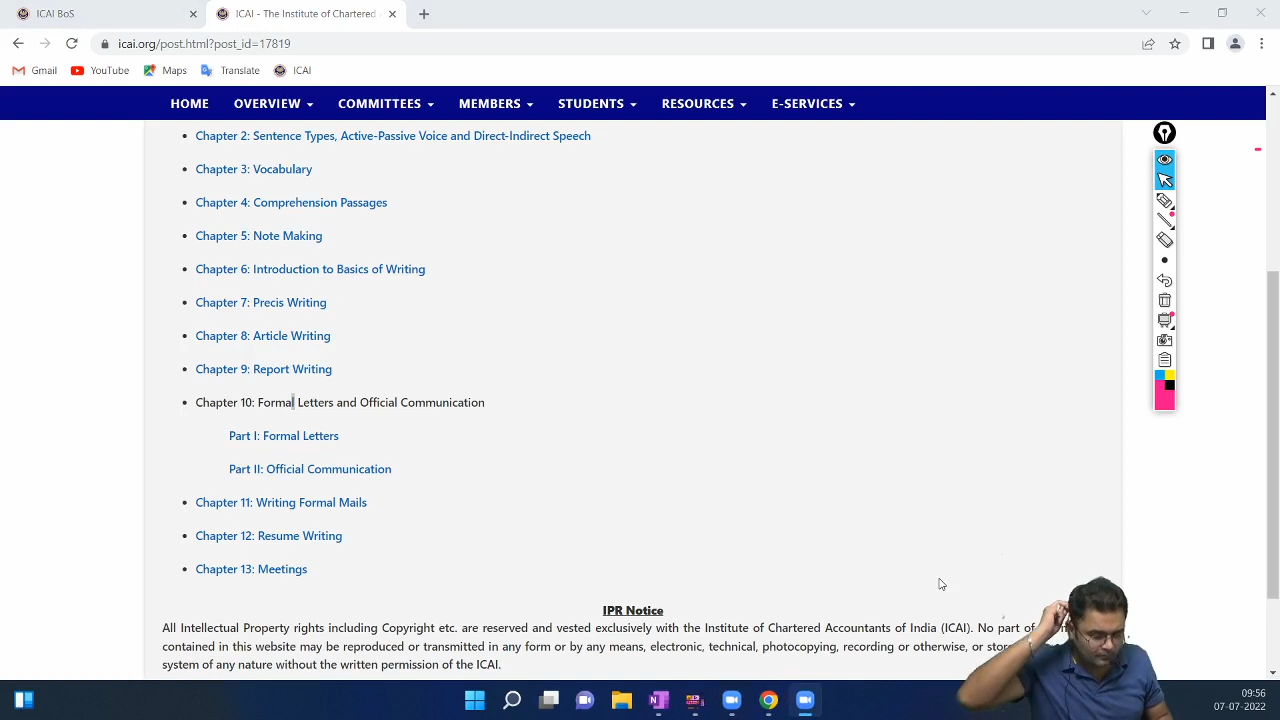 ICAI BoS
ICAI - The Institute of Chartered
icai.org/post.html?post_id=17819
Gmail YouTube Maps Translate ICAI
HOME OVERVIEW COMMITTEES MEMBERS STUDENTS RESOURCES E-SERVICES
Chapter 2: Sentence Types, Active-Passive Voice and Direct-Indirect Speech
Chapter 3: Vocabulary
Chapter 4: Comprehension Passages
Chapter 5: Note Making
Chapter 6: Introduction to Basics of Writing
Chapter 7: Precis Writing
Chapter 8: Article Writing
Chapter 9: Report Writing
Chapter 10: Formal Letters and Official Communication
Part I: Formal Letters
Part II: Official Communication
Chapter 11: Writing Formal Mails
Chapter 12: Resume Writing
Chapter 13: Meetings
IPR Notice
All Intellectual Property rights including Copyright etc. are reserved and vested exclusively with the Institute of Chartered Accountants of India (ICAI). No part of
contained in this website may be reproduced or transmitted in any form or by any means, electronic, technical, photocopying, recording or otherwise, or
system of any nature without the written permission of the ICAI.
09:56
07-07-2022